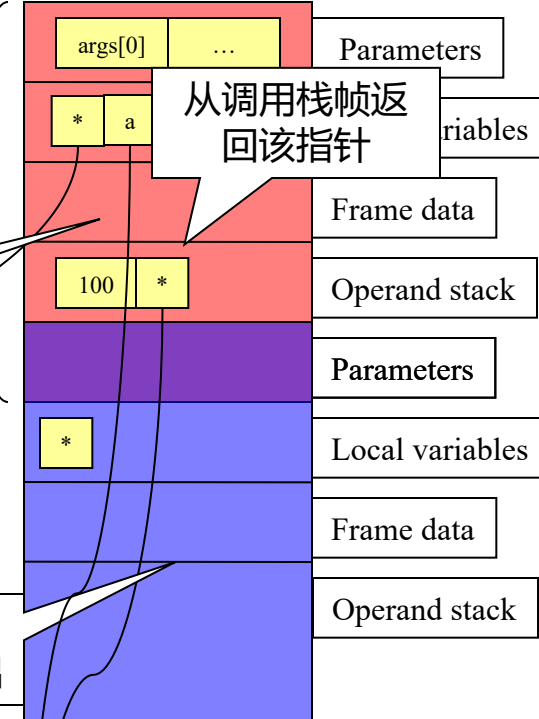 args[0] … Parameters
从调用栈帧返
回该指针
* a riables
Frame data
100 * Operand stack
Parameters
* Local variables
Frame data
Operand stack